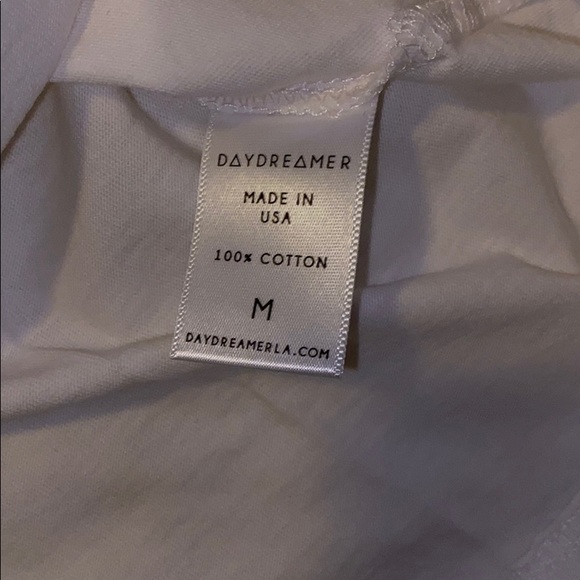 DAYDREAMER
MADE IN
USA
100% COTTON
M
DAYDREAMERLA.COM